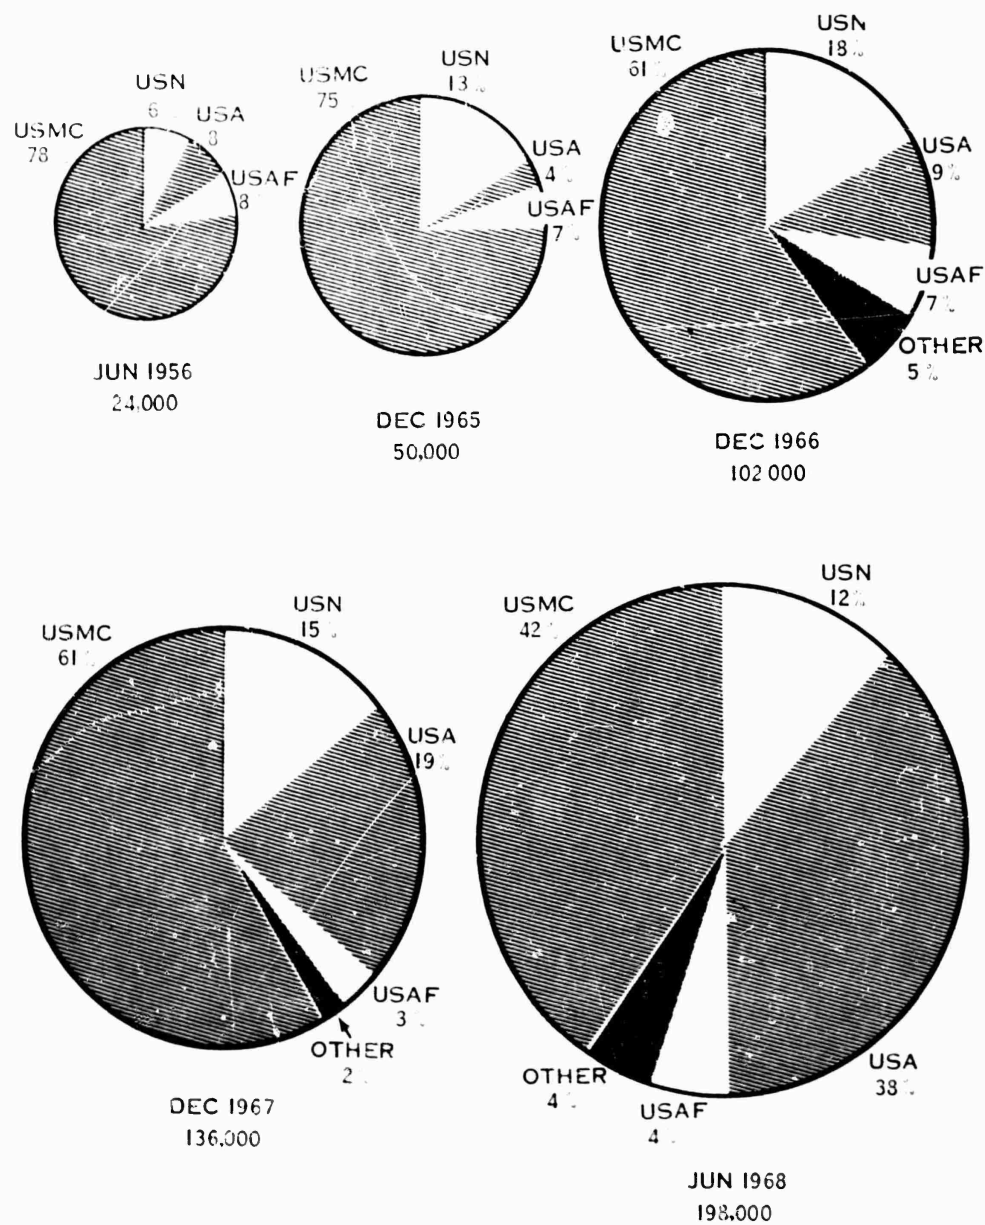 USN
6
USMC
78
USA
8
USAF
8
JUN 1956
24,000
USMC
75
USN
13%
USA
4%
USAF
7%
DEC 1965
50,000
USMC
61%
USN
18%
USA
9%
USAF
7%
OTHER
5%
DEC 1966
102 000
USMC
61%
USN
15%
USA
19%
USAF
3%
OTHER
2
DEC 1967
136,000
USMC
42%
USN
12%
USA
38%
USAF
4
OTHER
4%
JUN 1968
198,000